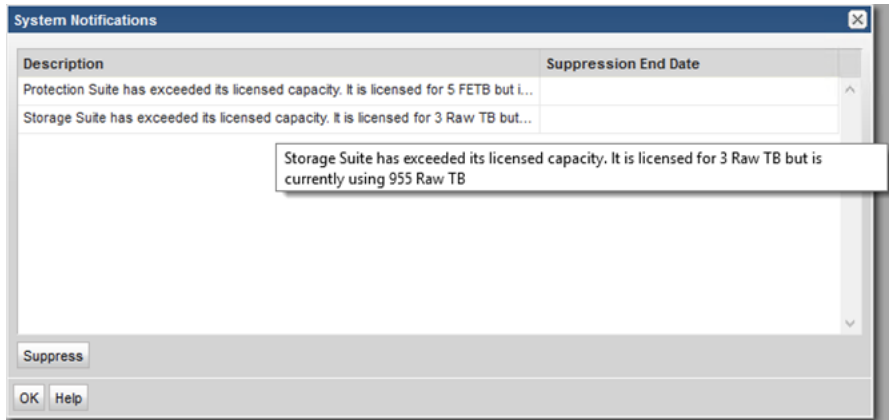 System Notifications
Description Suppression End Date
Protection Suite has exceeded its licensed capacity. It is licensed for 5 FETB but i...
Storage Suite has exceeded its licensed capacity. It is licensed for 3 Raw TB but...
Storage Suite has exceeded its licensed capacity. It is licensed for 3 Raw TB but is
currently using 955 Raw TB
Suppress
OK Help